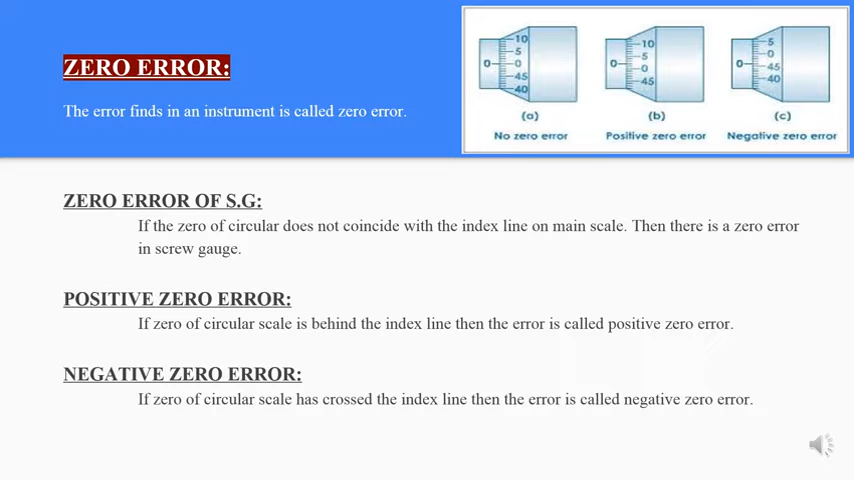 ZERO ERROR:
The error finds in an instrument is called zero error.
10
5
0 0
45
40
(a)
No zero error
10
5
0 0
45
(b)
Positive zero error
5
0
0 45
40
(c)
Negative zero error
ZERO ERROR OF S.G:
If the zero of circular does not coincide with the index line on main scale. Then there is a zero error
in screw gauge.
POSITIVE ZERO ERROR:
If zero of circular scale is behind the index line then the error is called positive zero error.
NEGATIVE ZERO ERROR:
If zero of circular scale has crossed the index line then the error is called negative zero error.